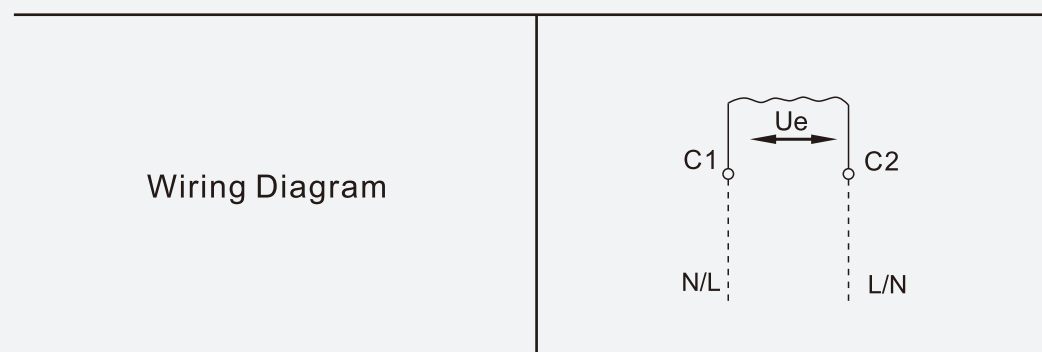 Wiring Diagram
Ue
C1
C2
N/L
L/N